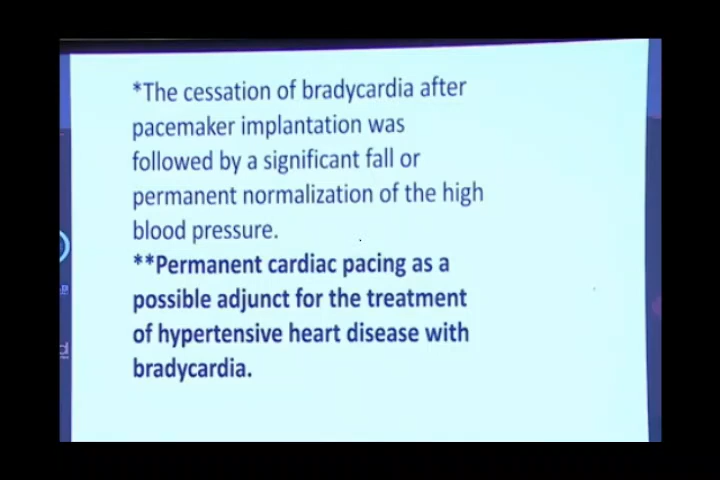 *The cessation of bradycardia after
pacemaker implantation was
followed by a significant fall or
permanent normalization of the high
blood pressure.
**Permanent cardiac pacing as a
possible adjunct for the treatment
of hypertensive heart disease with
bradycardia.